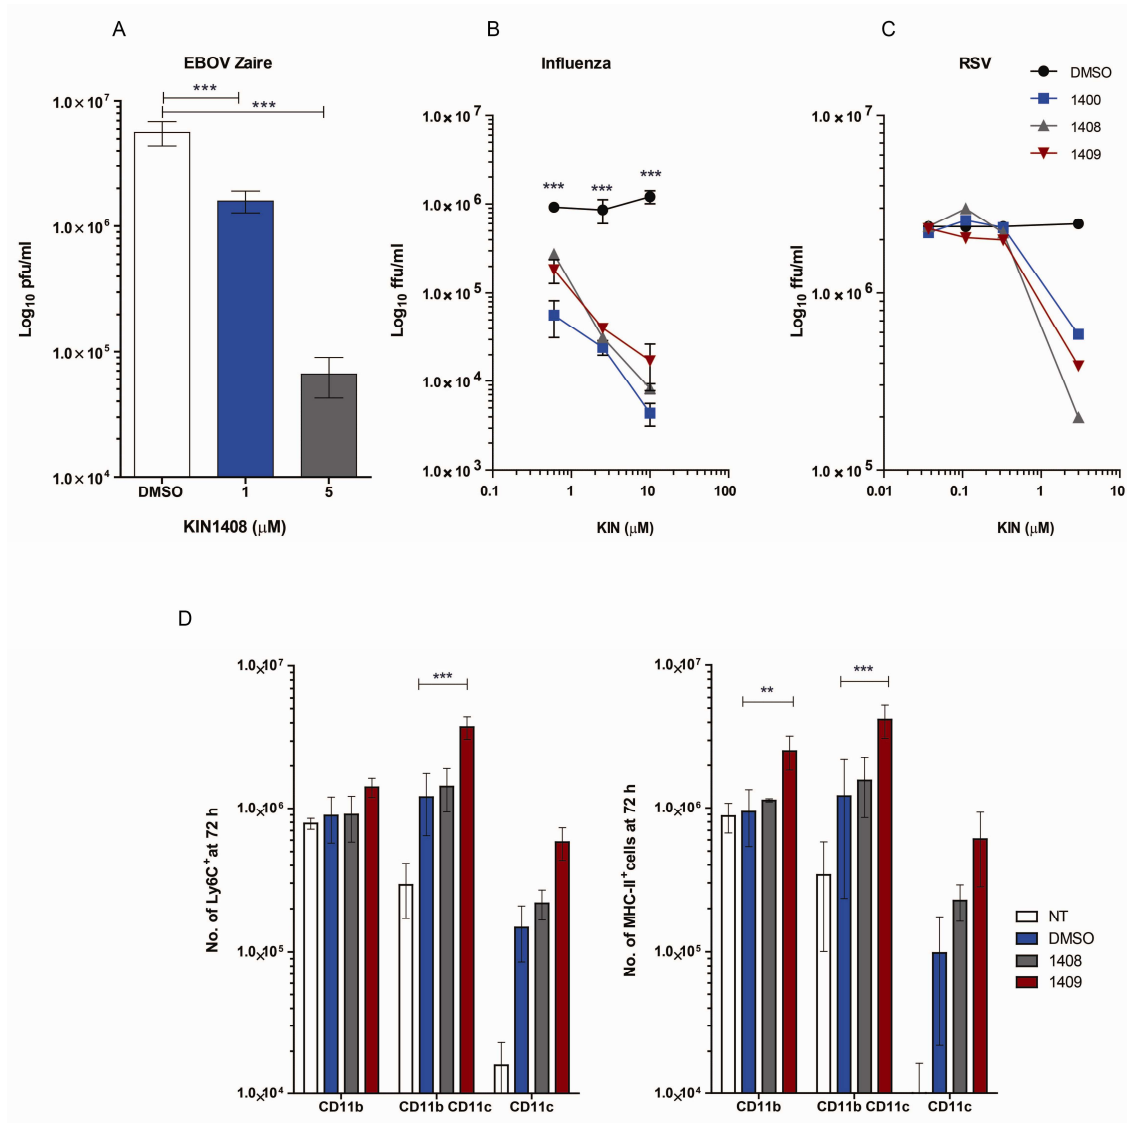 A
B
C
EBOV Zaire
Influenza
RSV
DMSO
1400
1408
1409
***
***
1.0×10⁷
1.0×10⁶
1.0×10⁵
1.0×10⁴
Log₁₀ pfu/ml
DMSO
1
5
KIN1408 (μM)
1.0×10⁷
1.0×10⁶
1.0×10⁵
1.0×10⁴
1.0×10³
Log₁₀ ffu/ml
***
***
***
0.1
1
10
100
KIN (μM)
1.0×10⁷
1.0×10⁶
1.0×10⁵
Log₁₀ ffu/ml
0.01
0.1
1
10
KIN (μM)
D
1.0×10⁷
1.0×10⁶
1.0×10⁵
1.0×10⁴
No. of Ly6C⁺at 72 h
***
CD11b
CD11b CD11c
CD11c
1.0×10⁷
1.0×10⁶
1.0×10⁵
1.0×10⁴
No. of MHC-II⁺cells at 72 h
**
***
CD11b
CD11b CD11c
CD11c
NT
DMSO
1408
1409